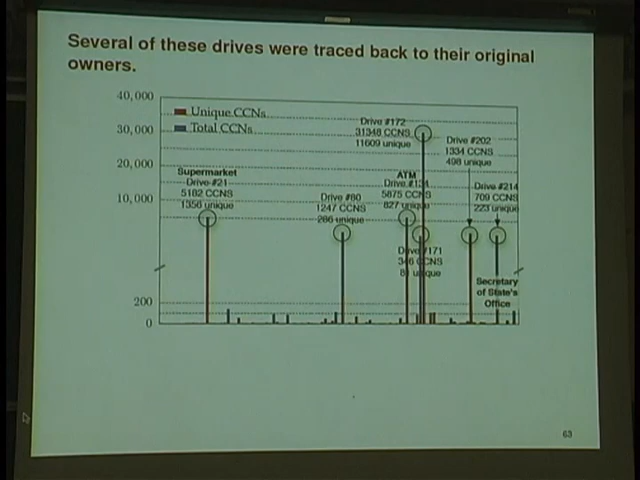 Several of these drives were traced back to their original
owners.
40,000
30,000
20,000
10,000
200
0
Unique CCNs
Total CCNs
Supermarket
Drive #21
5182 CCNS
1356 unique
Drive #80
1247 CCNS
286 unique
Drive #172
31348 CCNS
11609 unique
ATM
5875 CCNS
827 unique
Drive #171
346 CCNS
81 unique
Drive #202
1334 CCNS
498 unique
Drive #214
709 CCNS
223 unique
Secretary
of State's
Office
63